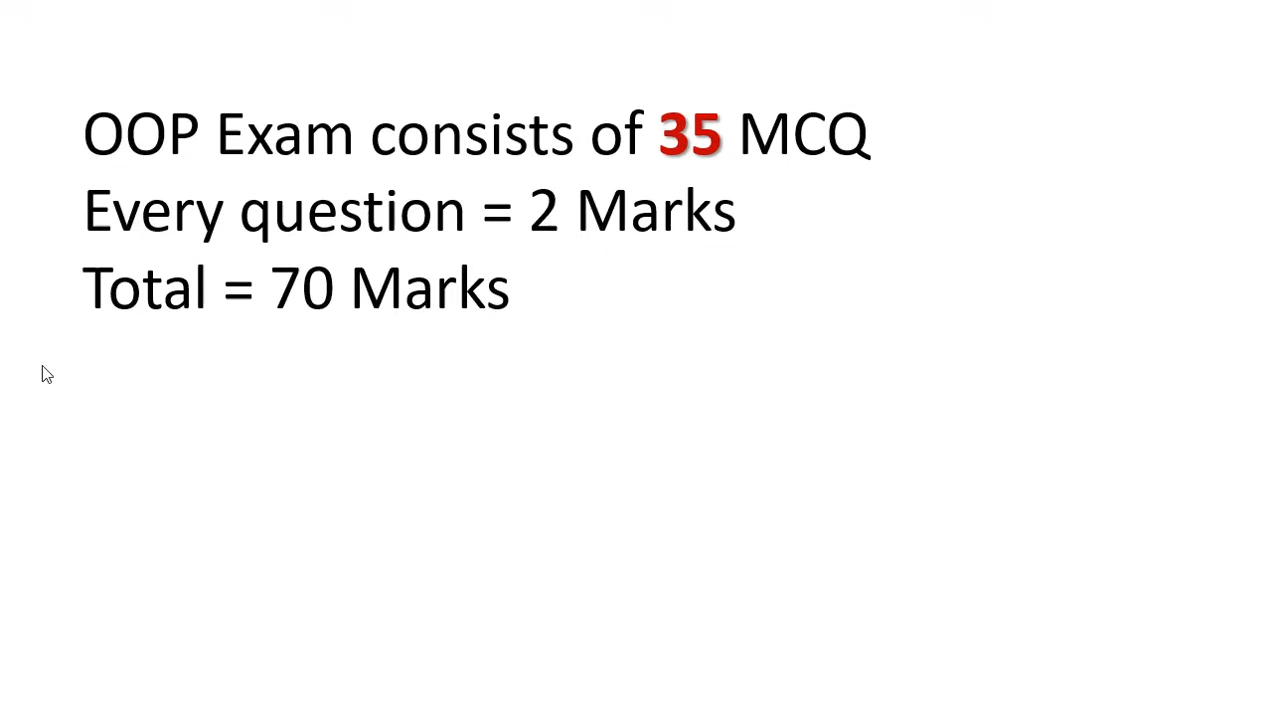 OOP Exam consists of 35 MCQ
Every question = 2 Marks
Total = 70 Marks